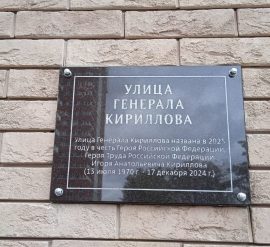 УЛИЦА
ГЕНЕРАЛА
КИРИЛЛОВА
улица Генерала Кириллова названа в 2025
году в честь Героя Российской Федерации,
Героя Труда Российской Федерации
Игоря Анатольевича Кириллова
(13 июля 1970 г. - 17 декабря 2024 г.)